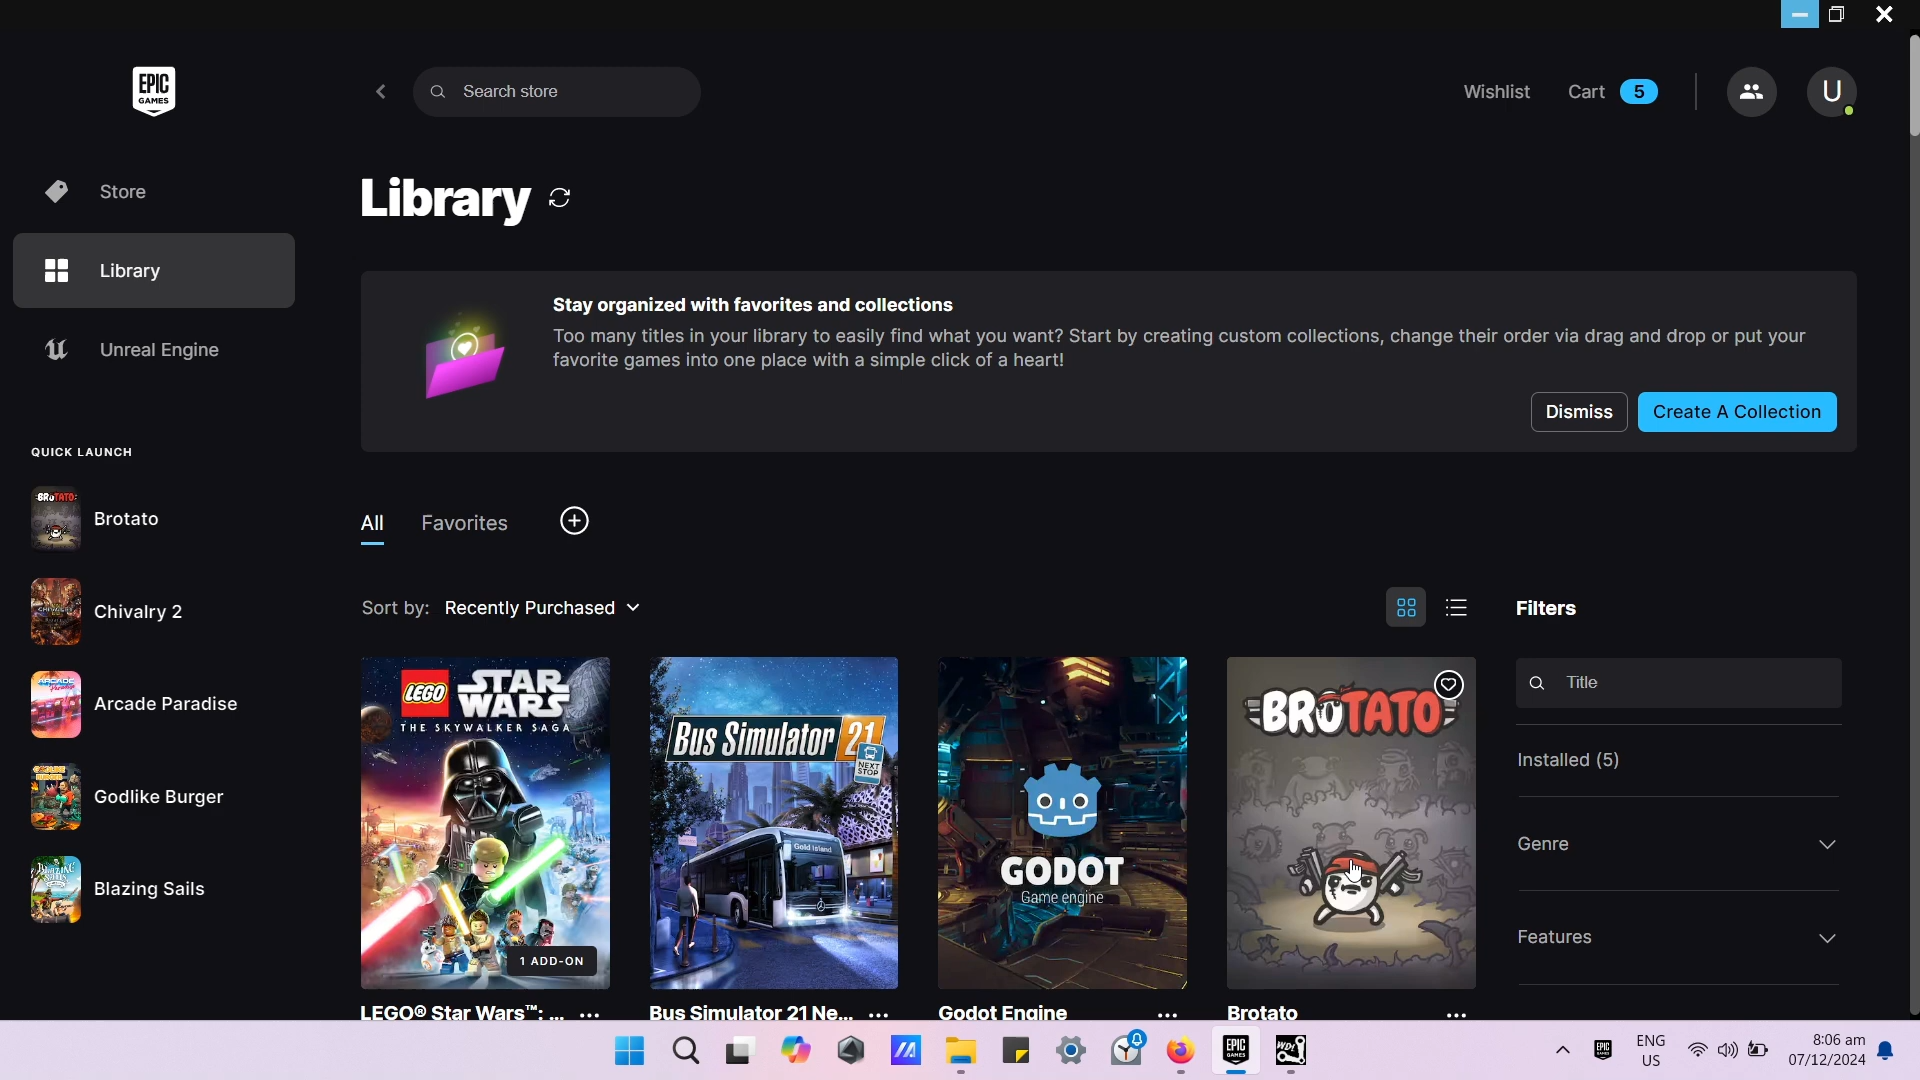 EPIC
GAMES
Search store
Wishlist
Cart
5
U
Store
Library
Unreal Engine
Library
Stay organized with favorites and collections
Too many titles in your library to easily find what you want? Start by creating custom collections, change their order via drag and drop or put your
favorite games into one place with a simple click of a heart!
Dismiss
Create A Collection
QUICK LAUNCH
BROTATO
Brotato
Chivalry 2
ARCADE
Arcade Paradise
Godlike Burger
Blazing Sails
All
Favorites
Sort by: Recently Purchased
Filters
Title
Installed (5)
Genre
Features
LEGO STAR WARS
THE SKYWALKER SAGA
1 ADD-ON
LEGO® Star Wars™: ...
Bus Simulator 21
NEXT
STOP
Gold Island
Bus Simulator 21 Ne...
GODOT
Game engine
Godot Engine
BROTATO
Brotato
EPIC
GAMES
ENG
US
8:06 am
07/12/2024